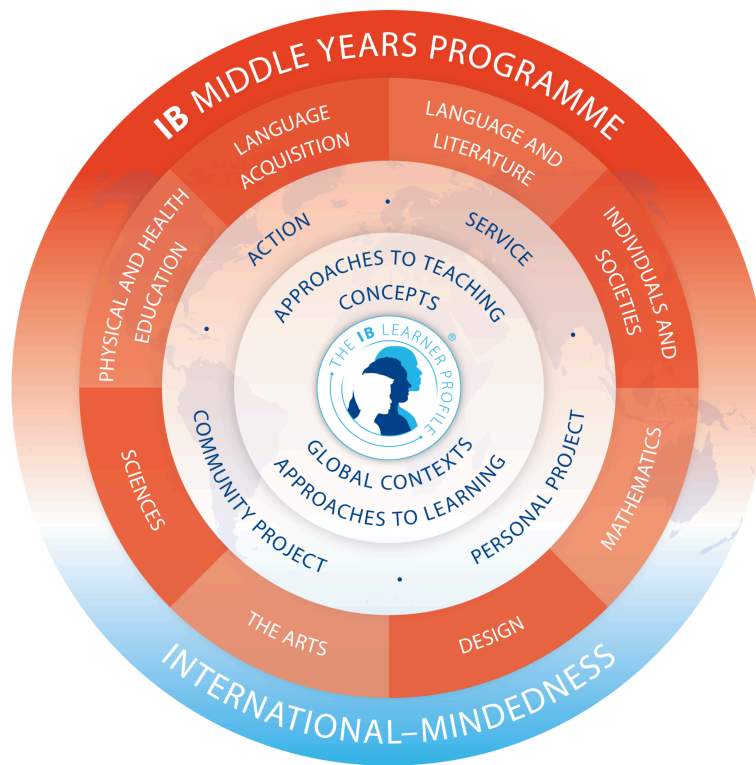 IB MIDDLE YEARS PROGRAMME
LANGUAGE
ACQUISITION
LANGUAGE AND
LITERATURE
PHYSICAL AND HEALTH
EDUCATION
INDIVIDUALS AND
SOCIETIES
SCIENCES
MATHEMATICS
THE ARTS
DESIGN
ACTION
•
SERVICE
•
•
COMMUNITY PROJECT
•
PERSONAL PROJECT
APPROACHES TO TEACHING
CONCEPTS
THE IB LEARNER PROFILE ®
GLOBAL CONTEXTS
APPROACHES TO LEARNING
INTERNATIONAL–MINDEDNESS